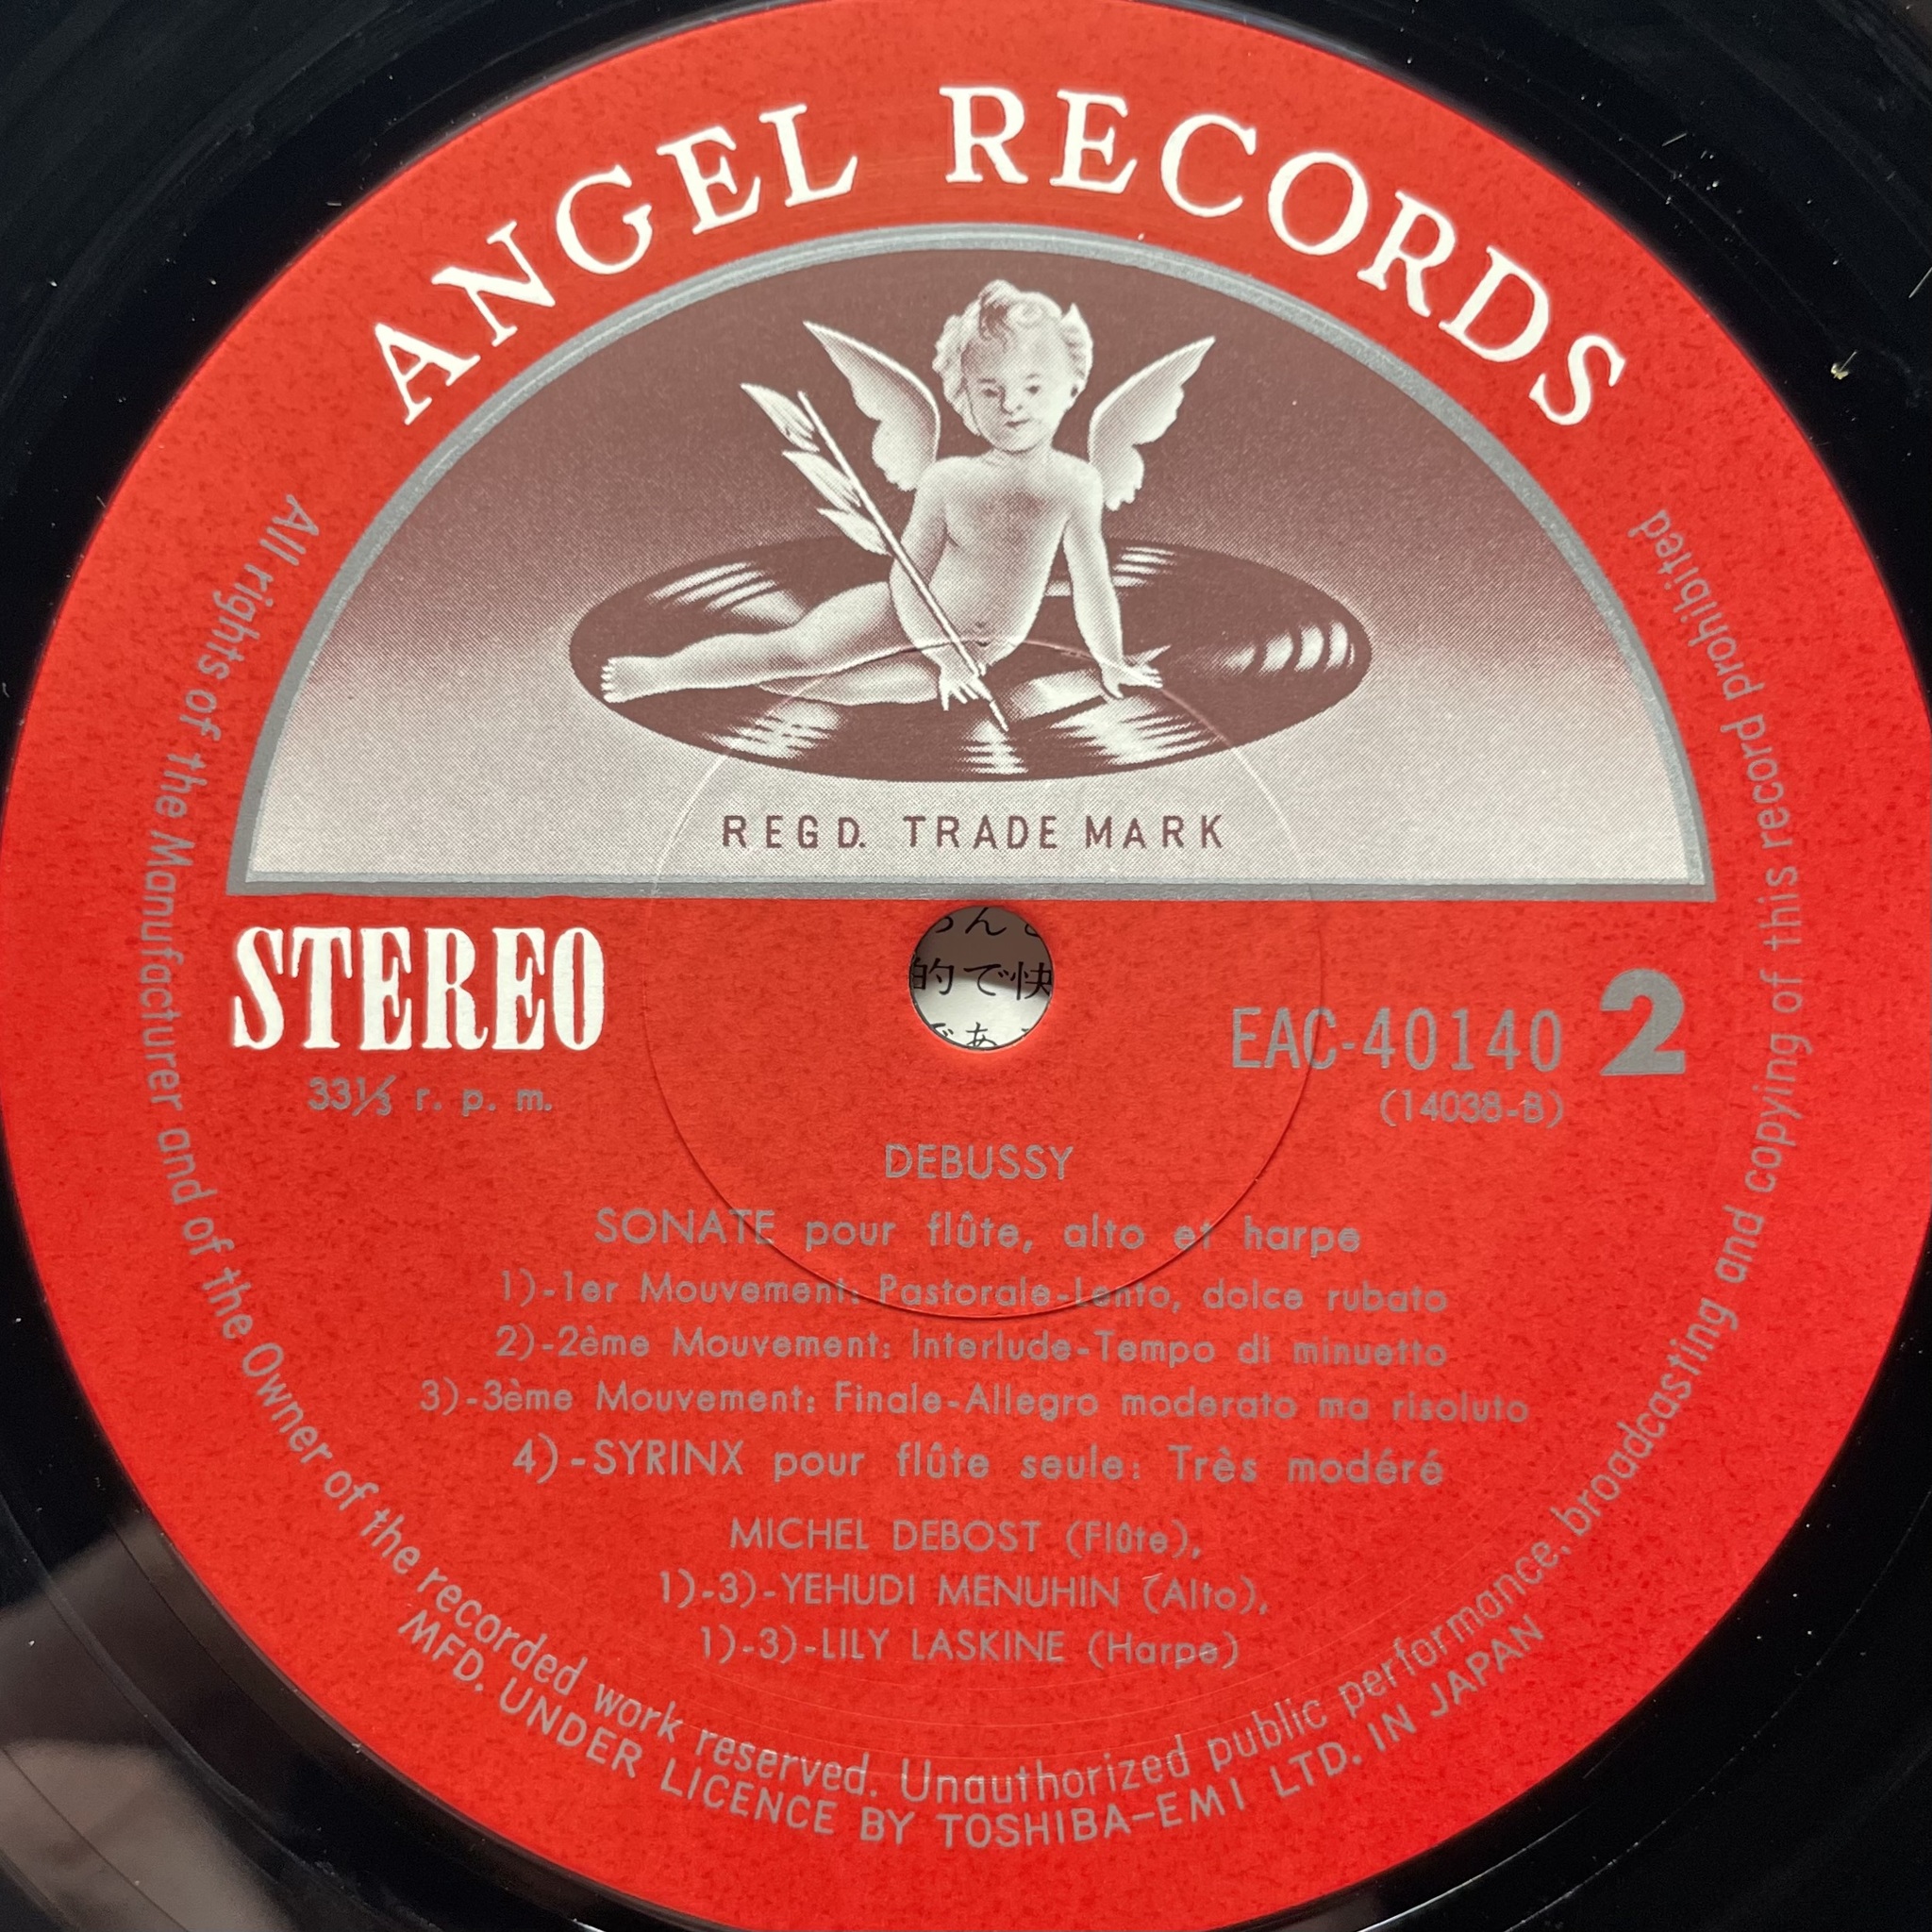 ANGEL RECORDS
REGD. TRADE MARK
STEREO
33⅓ r. p. m.
的で快
EAC-40140 2
(14038-B)
DEBUSSY
SONATE pour flûte, alto et harpe
1)-1er Mouvement: Pastorale-Lento, dolce rubato
2)-2ème Mouvement: Interlude-Tempo di minuetto
3)-3ème Mouvement: Finale-Allegro moderato ma risoluto
4)-SYRINX pour flûte seule: Très modéré
MICHEL DEBOST (Flûte),
1)-3)-YEHUDI MENUHIN (Alto),
1)-3)-LILY LASKINE (Harpe)
All rights of the Manufacturer and of the Owner of the recorded work reserved. Unauthorized public performance, broadcasting and copying of this record prohibited
MFD. UNDER LICENCE BY TOSHIBA-EMI LTD. IN JAPAN